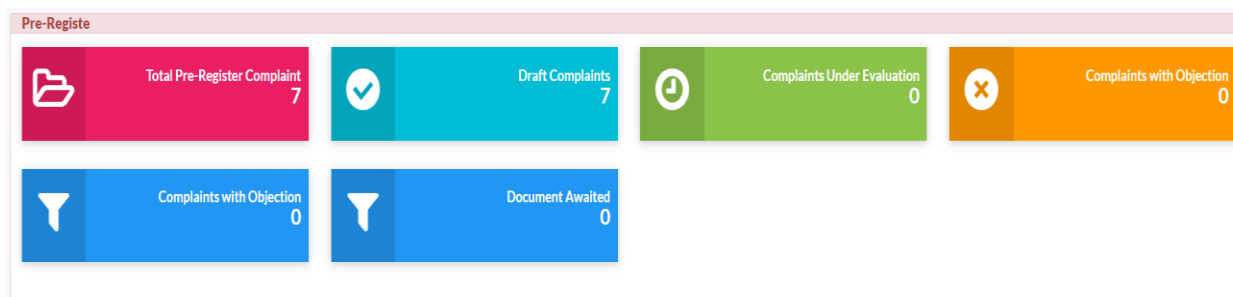 Pre-Registe
Total Pre-Register Complaint
7
Draft Complaints
7
Complaints Under Evaluation
0
Complaints with Objection
0
Complaints with Objection
0
Document Awaited
0